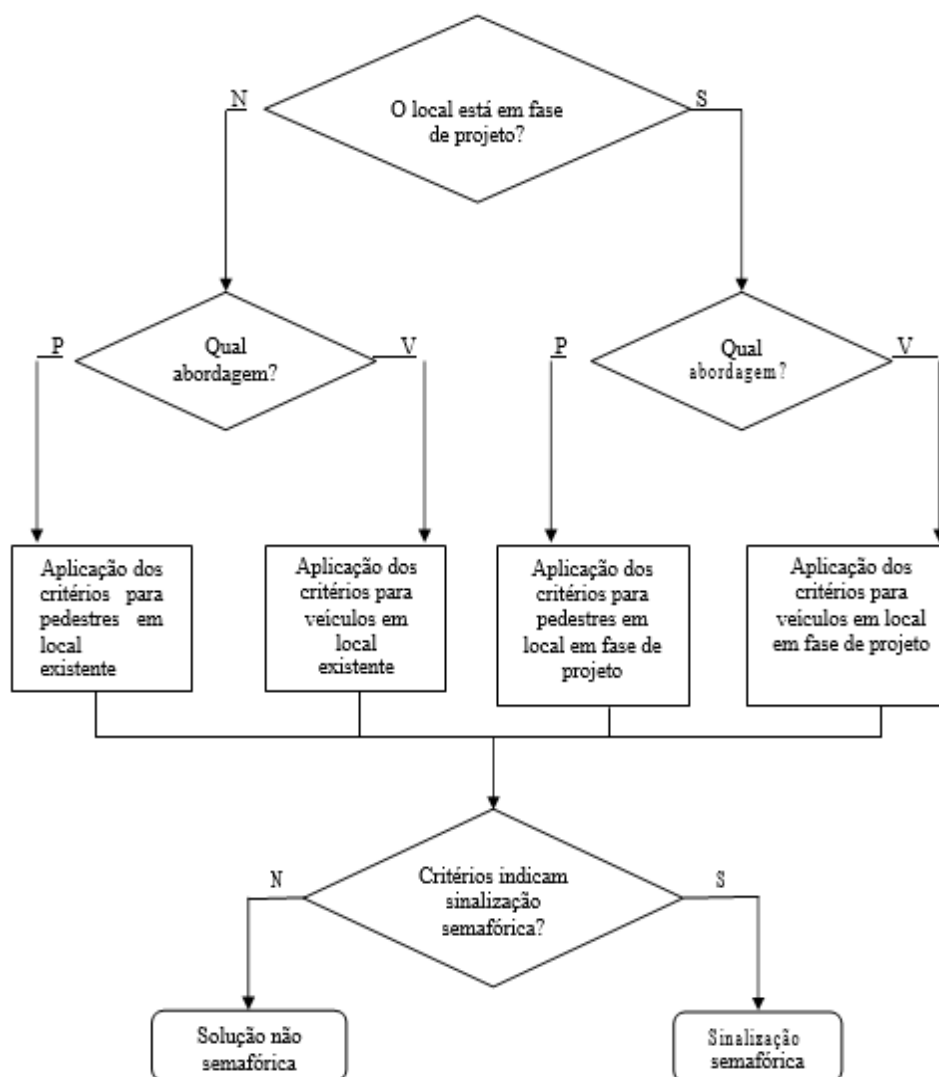 N
S
O local está em fase
de projeto?
P
Qual
abordagem?
V
P
Qual
abordagem?
V
Aplicação dos
critérios para
pedestres em
local
existente
Aplicação dos
critérios para
veículos em
local
existente
Aplicação dos
critérios para
pedestres em
local em fase de
projeto
Aplicação dos
critérios para
veículos em local
em fase de projeto
N
Critérios indicam
sinalização
semafórica?
S
Solução não
semafórica
Sinalização
semafórica